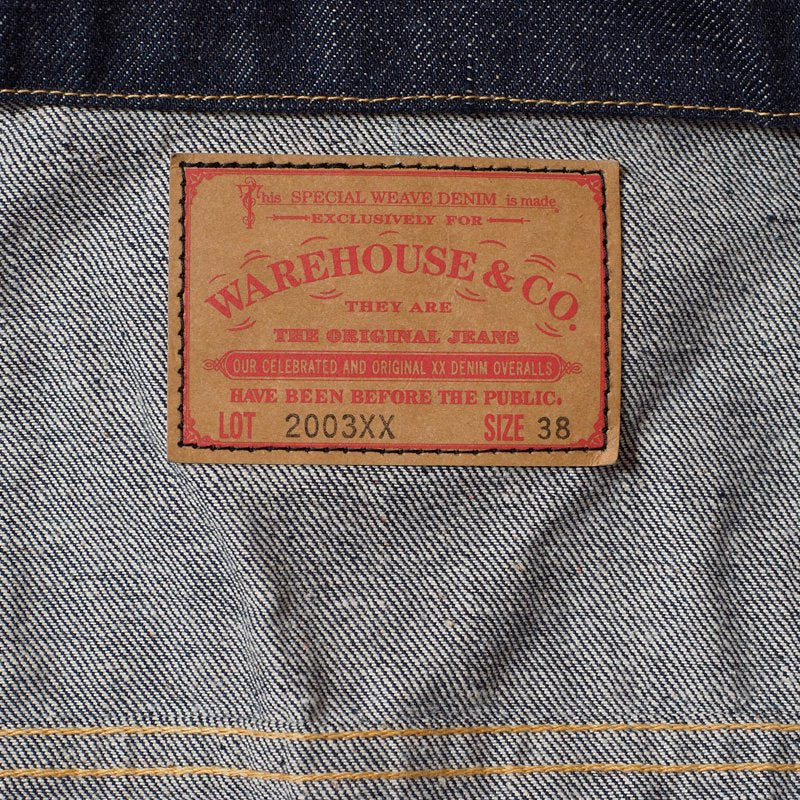 This SPECIAL WEAVE DENIM is made
EXCLUSIVELY FOR
WAREHOUSE & CO.
THEY ARE
THE ORIGINAL JEANS
OUR CELEBRATED AND ORIGINAL XX DENIM OVERALLS
HAVE BEEN BEFORE THE PUBLIC.
LOT 2003XX SIZE 38